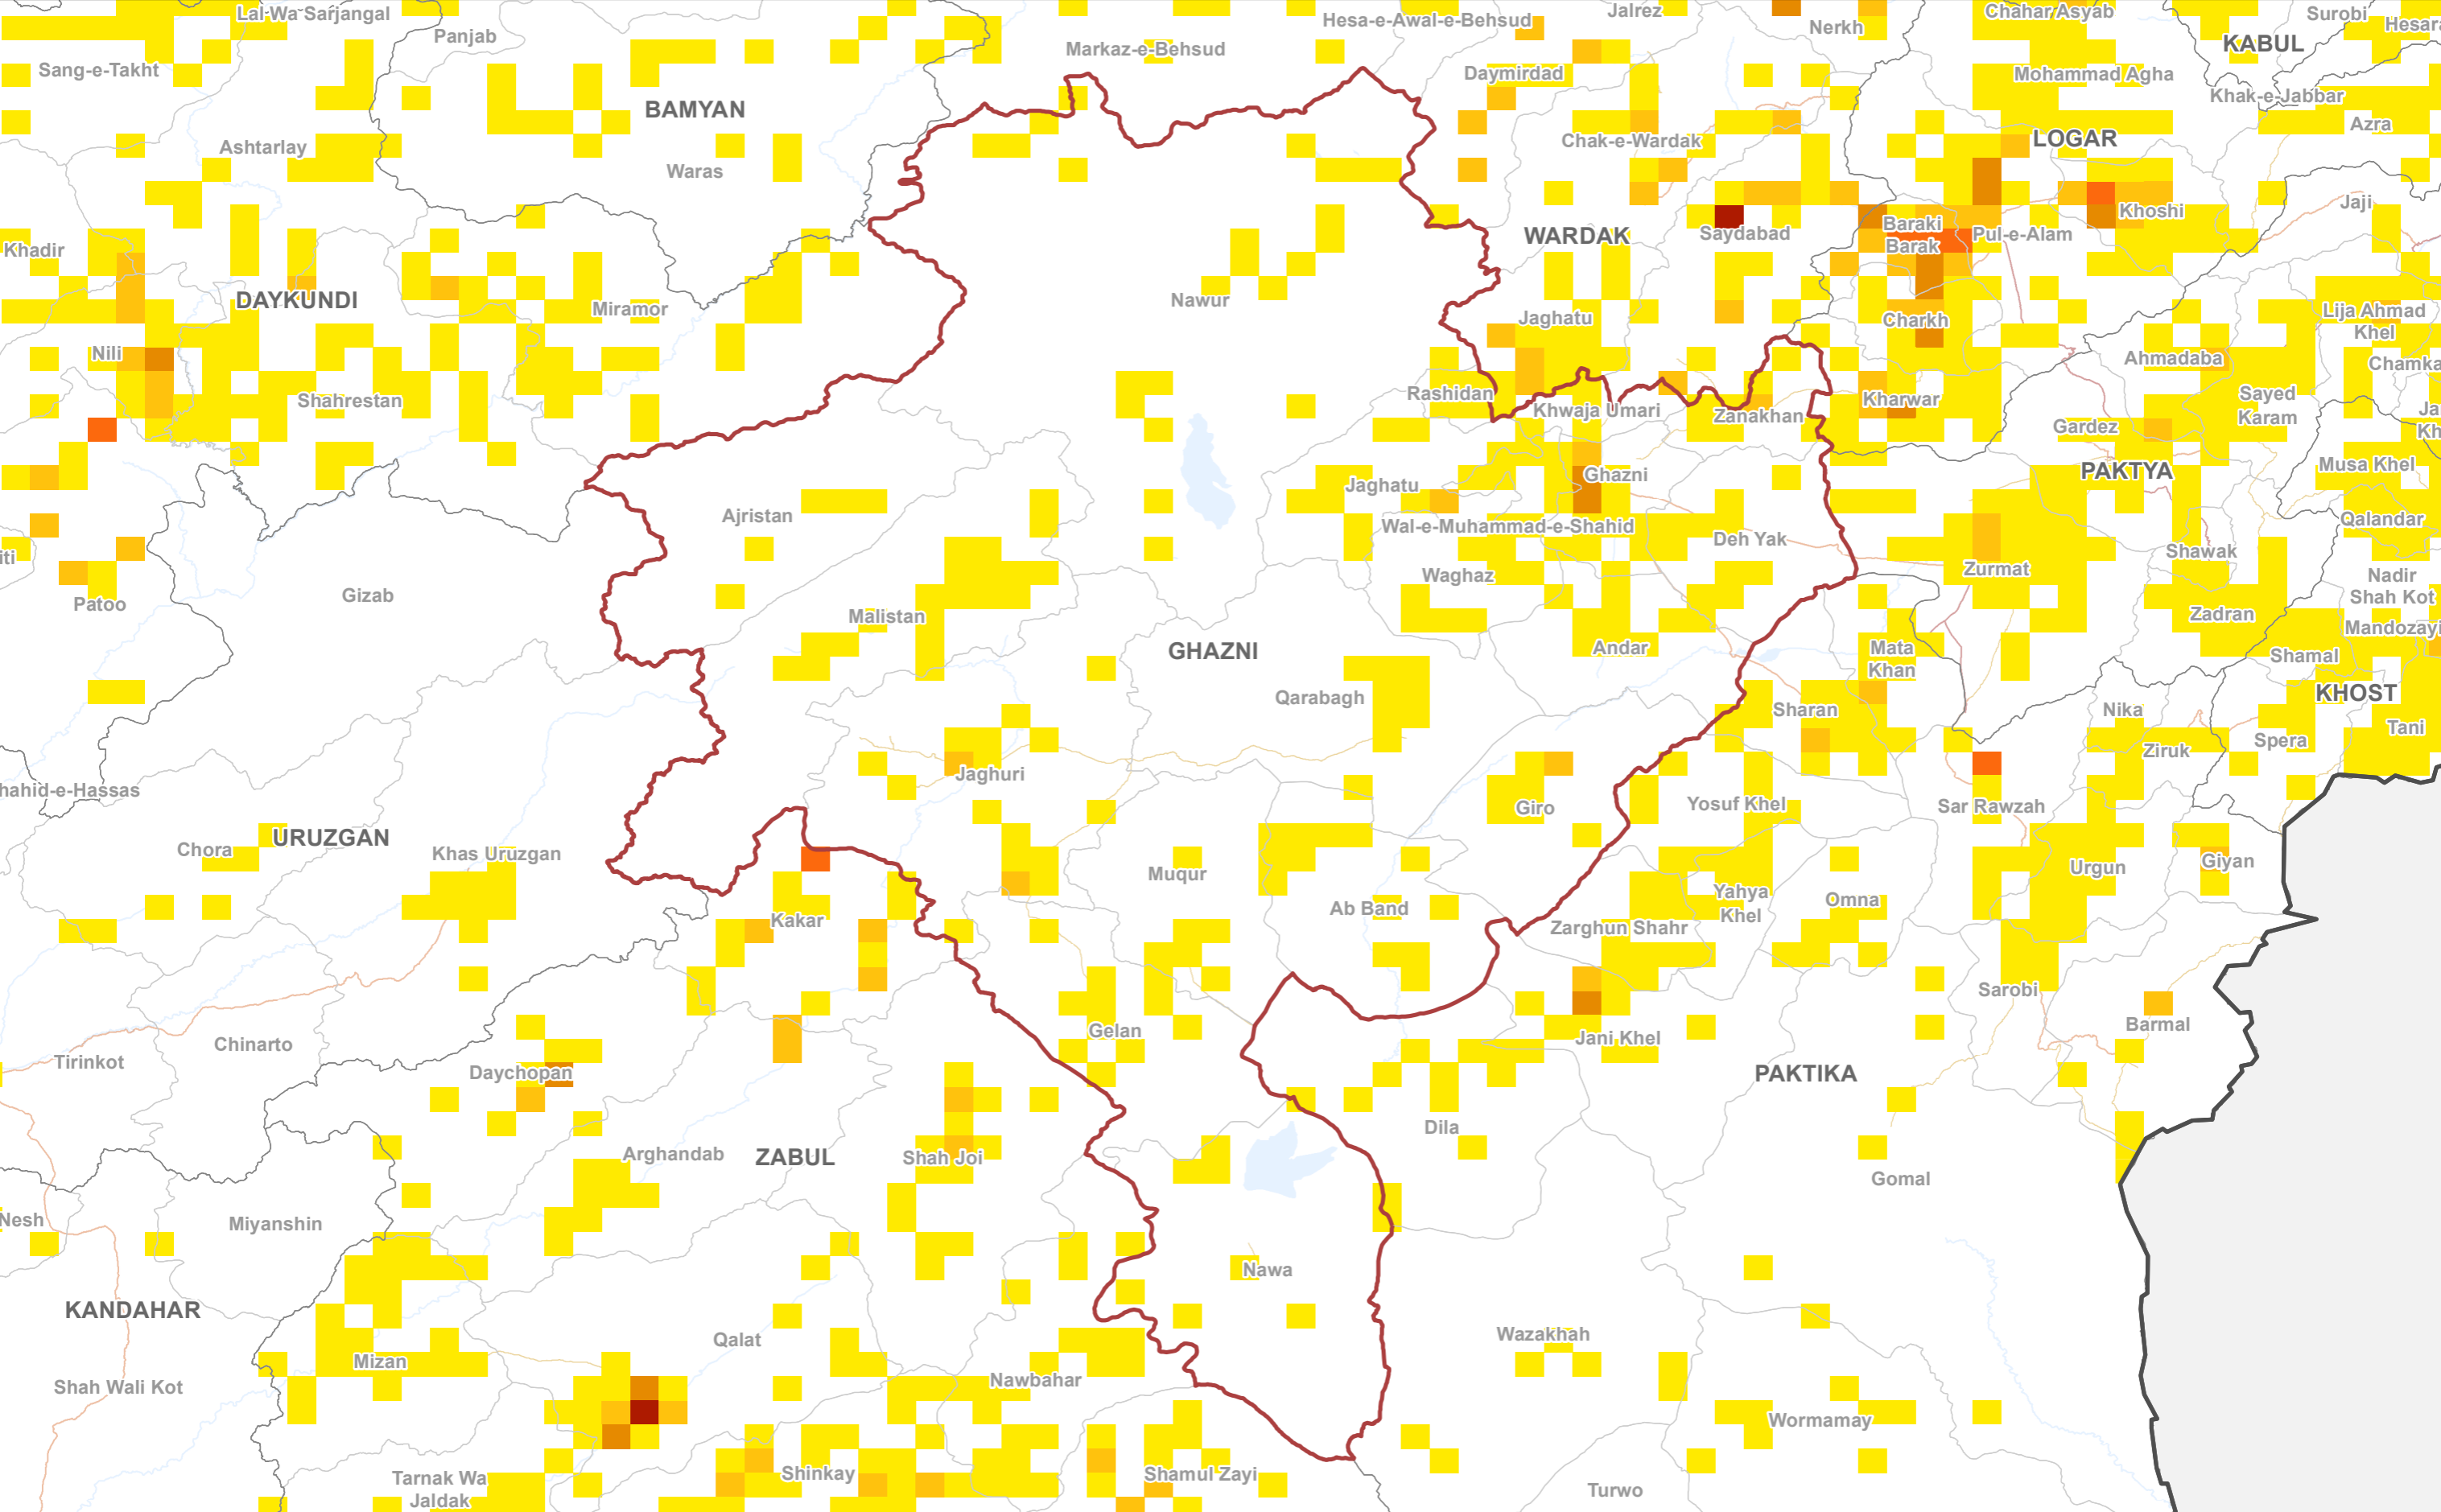 Lal Wa Sarjangal
Panjab
Hesa-e-Awal-e-Behsud
Jalrez
Nerkh
Chahar Asyab
Surobi
Markaz-e-Behsud
KABUL
Sang-e-Takht
Daymirdad
Mohammad Agha
Khak-e-Jabbar
BAMYAN
Azra
Ashtarlay
Chak-e-Wardak
LOGAR
Waras
Jaji
Khoshi
Khadir
WARDAK
Saydabad
Baraki
Barak
Pul-e-Alam
DAYKUNDI
Miramor
Nawur
Jaghatu
Charkh
Lija Ahmad
Khel
Nili
Ahmadaba
Chamka
Shahrestan
Rashidan
Khwaja Umari
Zanakhan
Kharwar
Sayed
Karam
Ja
Kh
Gardez
PAKTYA
Musa Khel
Jaghatu
Ghazni
Ajristan
Wal-e-Muhammad-e-Shahid
Deh Yak
Qalandar
Shawak
iti
Waghaz
Zurmat
Nadir
Shah Kot
Patoo
Gizab
Malistan
Zadran
Mandozayi
GHAZNI
Andar
Mata
Khan
Shamal
Qarabagh
Sharan
Nika
KHOST
Tani
Ziruk
Spera
Jaghuri
hahid-e-Hassas
Giro
Yosuf Khel
Sar Rawzah
URUZGAN
Chora
Khas Uruzgan
Muqur
Urgun
Giyan
Kakar
Ab Band
Yahya
Khel
Omna
Zarghun Shahr
Sarobi
Barmal
Gelan
Jani Khel
Chinarto
Tirinkot
Daychopan
PAKTIKA
Dila
Arghandab
ZABUL
Shah Joi
Gomal
Nesh
Miyanshin
Nawa
KANDAHAR
Qalat
Wazakhah
Mizan
Shah Wali Kot
Nawbahar
Wormamay
Tarnak Wa
Jaldak
Shinkay
Shamul Zayi
Turwo